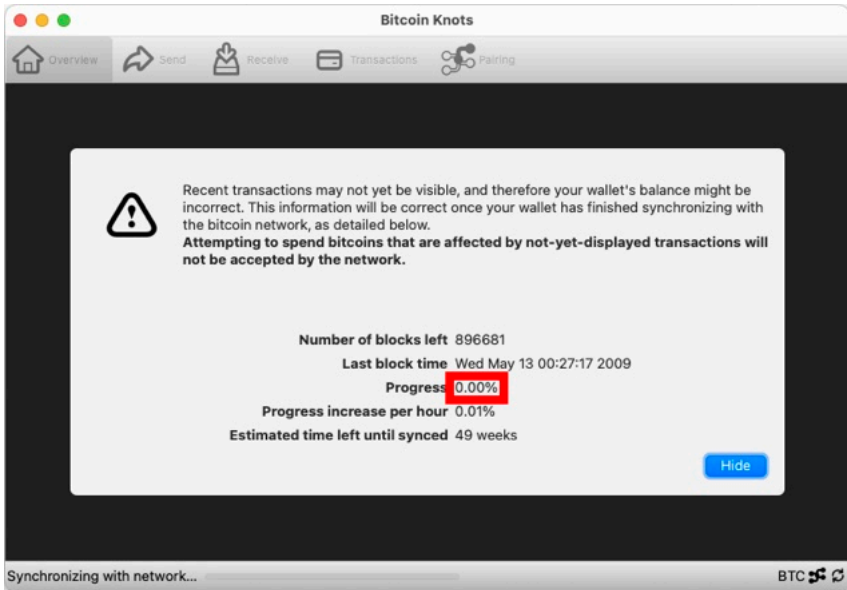 Bitcoin Knots
Overview Send Receive Transactions Pairing
Recent transactions may not yet be visible, and therefore your wallet's balance might be
incorrect. This information will be correct once your wallet has finished synchronizing with
the bitcoin network, as detailed below.
Attempting to spend bitcoins that are affected by not-yet-displayed transactions will
not be accepted by the network.
Number of blocks left 896681
Last block time Wed May 13 00:27:17 2009
Progress 0.00%
Progress increase per hour 0.01%
Estimated time left until synced 49 weeks
Hide
Synchronizing with network... BTC